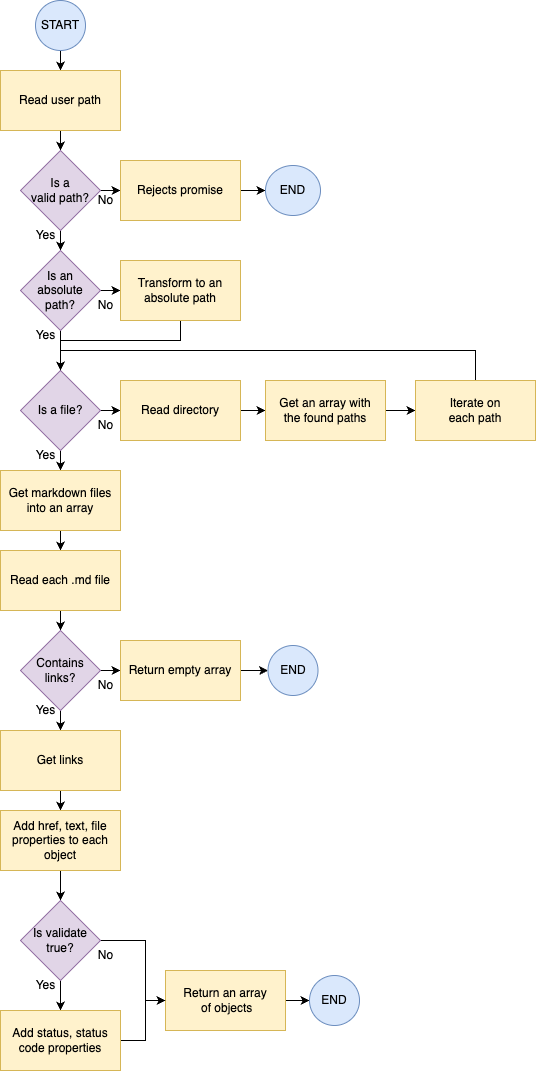 START
Read user path
Is a
valid path?
No
Rejects promise
END
Yes
Is an
absolute
path?
No
Transform to an
absolute path
Yes
Is a file?
No
Read directory
Get an array with
the found paths
Iterate on
each path
Yes
Get markdown files
into an array
Read each .md file
Contains
links?
No
Return empty array
END
Yes
Get links
Add href, text, file
properties to each
object
Is validate
true?
No
Yes
Return an array
of objects
END
Add status, status
code properties